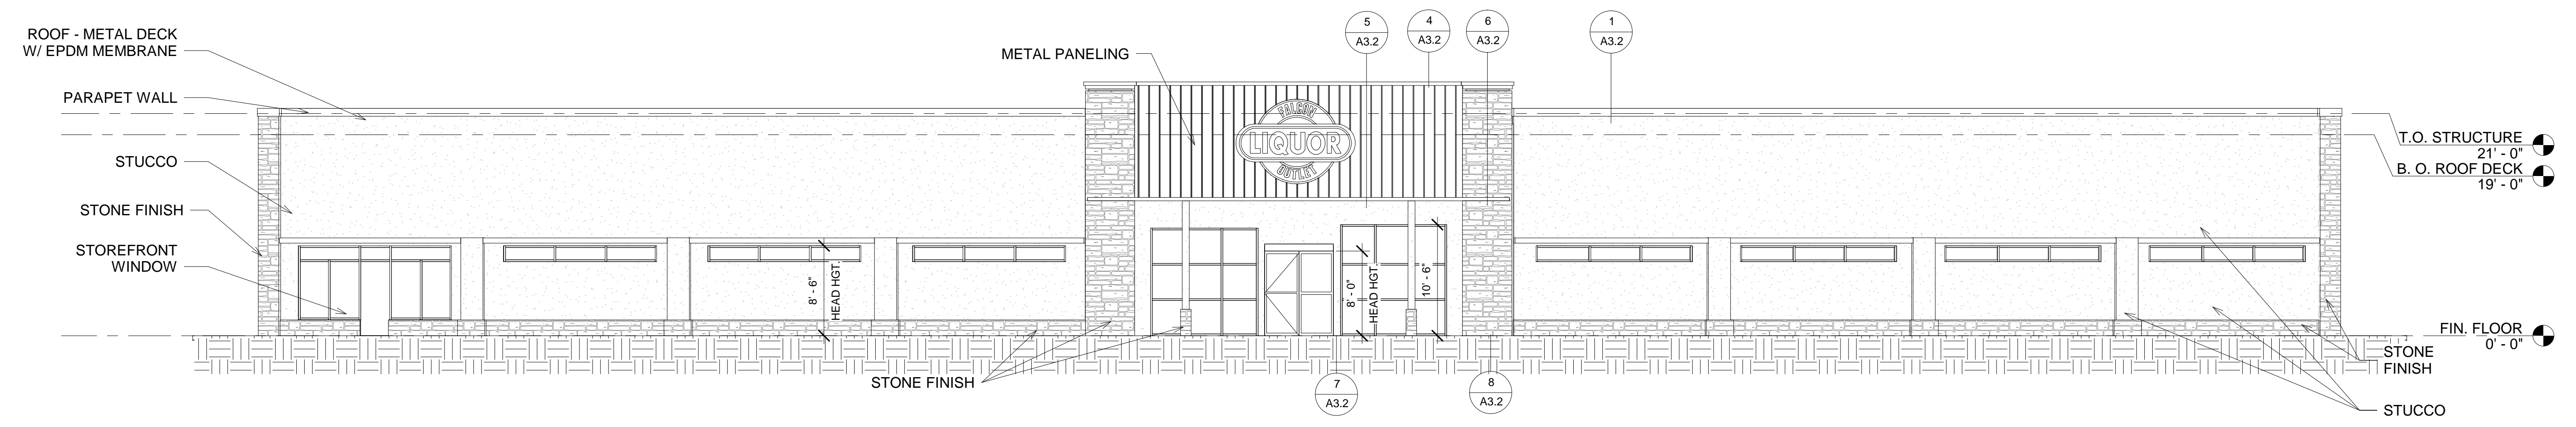 ROOF - METAL DECK
W/ EPDM MEMBRANE
PARAPET WALL
STUCCO
STONE FINISH
STOREFRONT
WINDOW
METAL PANELING
5
A3.2
4
A3.2
6
A3.2
1
A3.2
FALCON
LIQUOR
OUTLET
T.O. STRUCTURE
21' - 0"
B. O. ROOF DECK
19' - 0"
8' - 6"
HEAD HGT.
8' - 0"
HEAD HGT.
10' - 6"
FIN. FLOOR
0' - 0"
STONE
FINISH
STONE FINISH
7
A3.2
8
A3.2
STUCCO